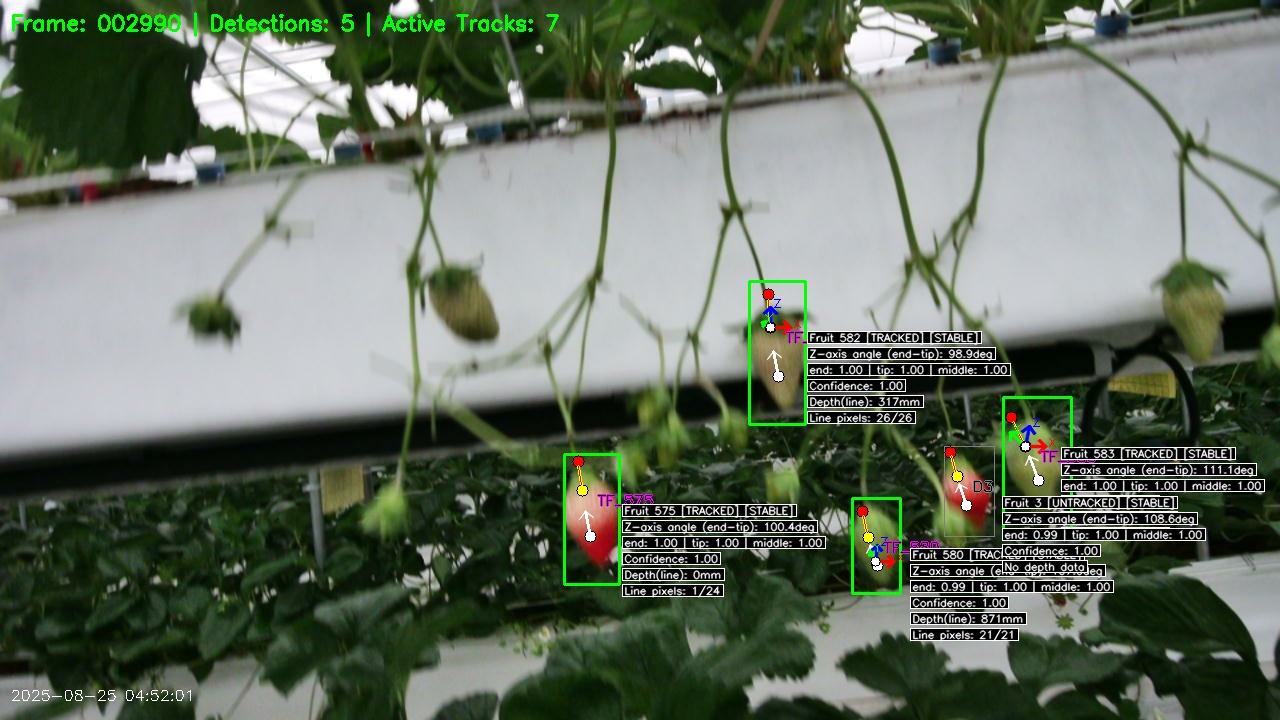 Frame: 002990 | Detections: 5 | Active Tracks: 7
Z
TF
Fruit 582 [TRACKED] [STABLE]
Z-axis angle (end-tip): 98.9deg
end: 1.00 | tip: 1.00 | middle: 1.00
Confidence: 1.00
Depth(line): 317mm
Line pixels: 26/26
Z
X
TF
Fruit 583 [TRACKED] [STABLE]
Z-axis angle (end-tip): 111.1deg
end: 1.00 | tip: 1.00 | middle: 1.00
D3
Fruit 3 [UNTRACKED] [STABLE]
Z-axis angle (end-tip): 108.6deg
end: 0.99 | tip: 1.00 | middle: 1.00
Confidence: 1.00
No depth data
TF_575
Fruit 575 [TRACKED] [STABLE]
Z-axis angle (end-tip): 100.4deg
end: 1.00 | tip: 1.00 | middle: 1.00
Confidence: 1.00
Depth(line): 0mm
Line pixels: 1/24
Z
TF_580
Fruit 580 [TRAC
Z-axis angle (e
end: 0.99 | tip: 1.00 | middle: 1.00
Confidence: 1.00
Depth(line): 871mm
Line pixels: 21/21
2025-08-25 04:52:01